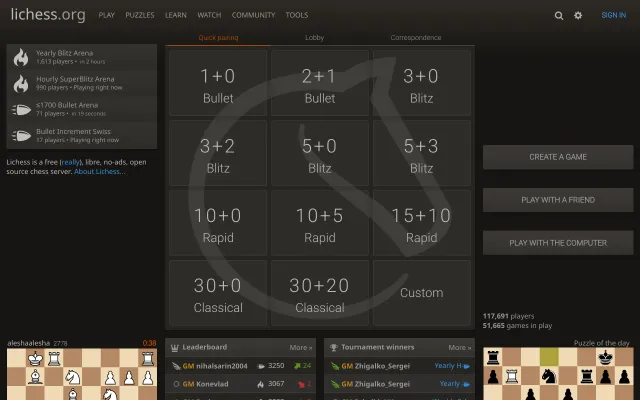 lichess.org PLAY PUZZLES LEARN WATCH COMMUNITY TOOLS SIGN IN
Quick pairing Lobby Correspondence
Yearly Blitz Arena
1,613 players • in 2 hours
Hourly SuperBlitz Arena
990 players • Playing right now
≤1700 Bullet Arena
71 players • in 19 seconds
Bullet Increment Swiss
17 players • Playing right now
Lichess is a free (really), libre, no-ads, open
source chess server. About Lichess...
1+0
Bullet
2+1
Bullet
3+0
Blitz
3+2
Blitz
5+0
Blitz
5+3
Blitz
10+0
Rapid
10+5
Rapid
15+10
Rapid
30+0
Classical
30+20
Classical
Custom
CREATE A GAME
PLAY WITH A FRIEND
PLAY WITH THE COMPUTER
117,691 players
51,665 games in play
aleshaalesha 2778 0:38
Leaderboard More »
GM nihalsarin2004 3250 24
GM Konevlad 3067 2
Tournament winners More »
GM Zhigalko_Sergei Yearly H
GM Zhigalko_Sergei Yearly
Puzzle of the day